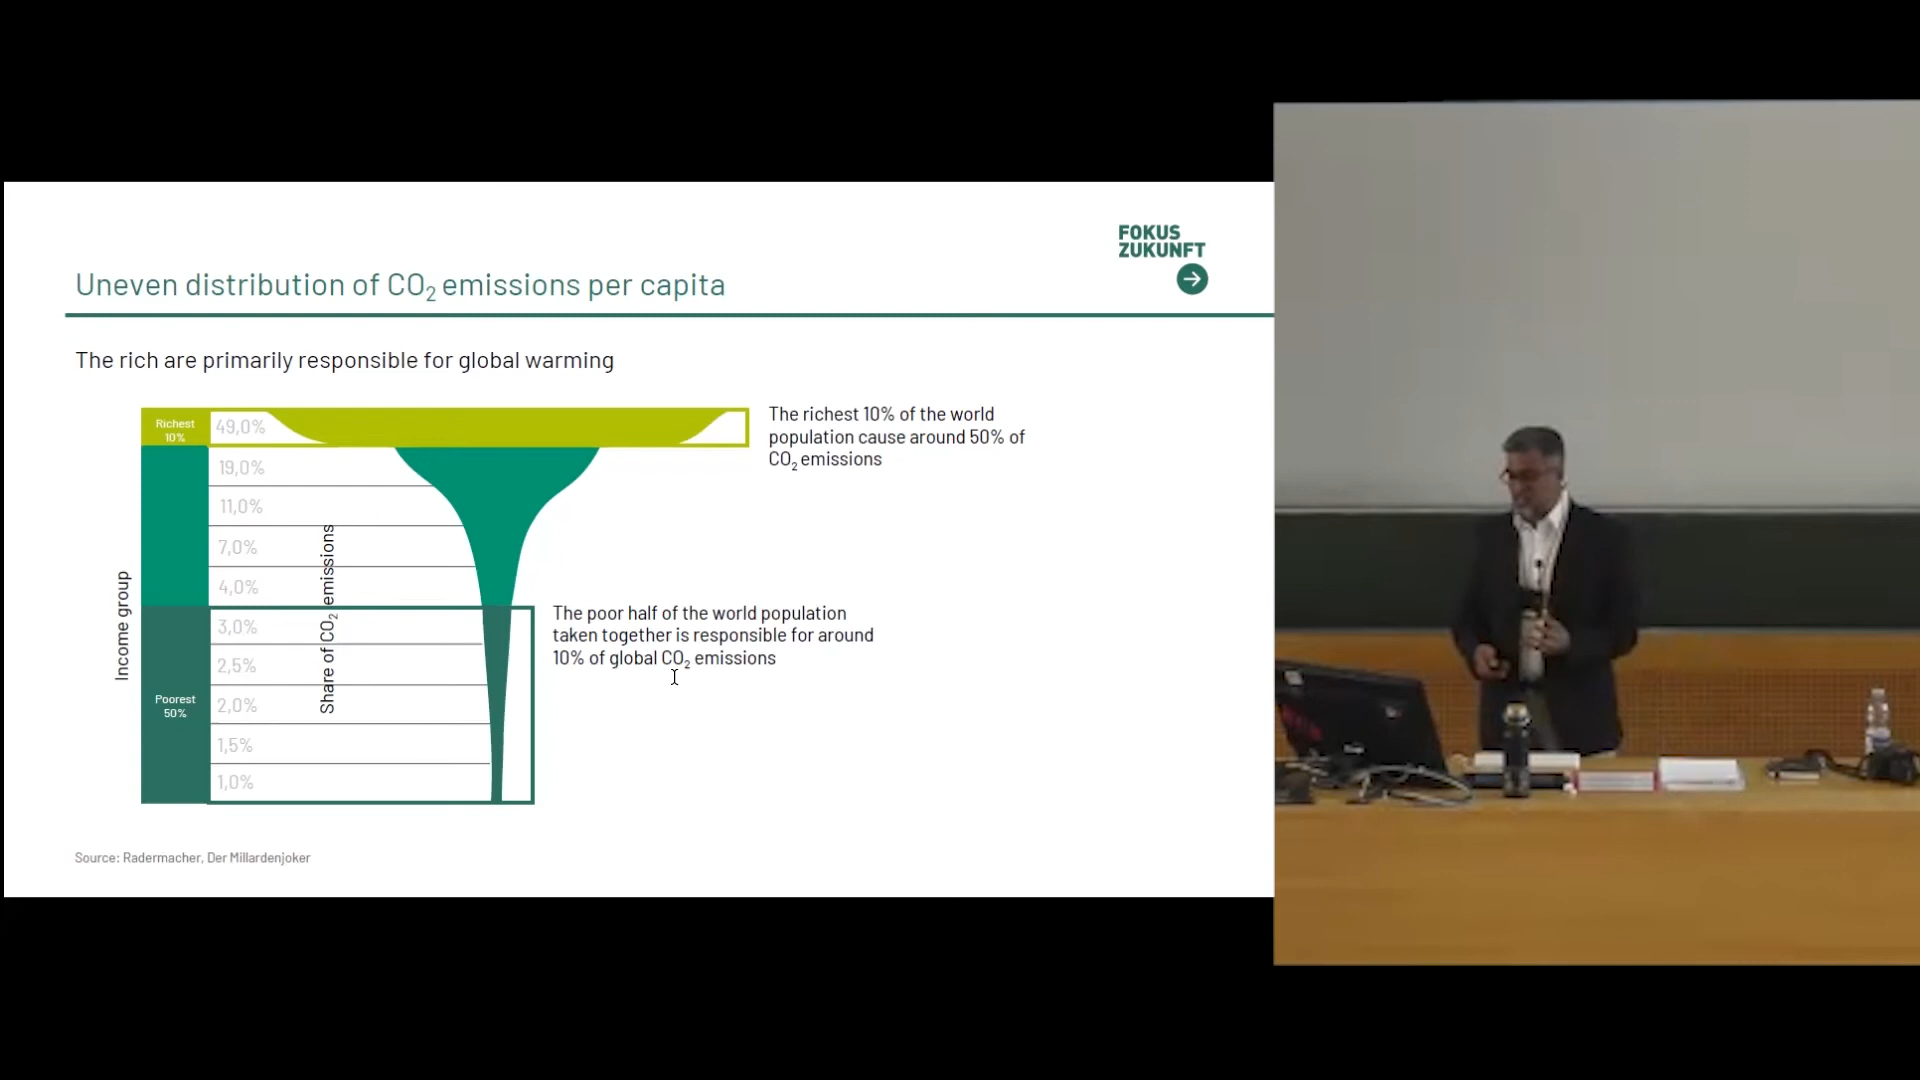 FOKUS
ZUKUNFT
Uneven distribution of CO₂ emissions per capita
The rich are primarily responsible for global warming
Richest
10%
49,0%
19,0%
11,0%
7,0%
4,0%
3,0%
2,5%
2,0%
1,5%
1,0%
Poorest
50%
Income group
Share of CO₂ emissions
The richest 10% of the world
population cause around 50% of
CO₂ emissions
The poor half of the world population
taken together is responsible for around
10% of global CO₂ emissions
Source: Radermacher, Der Millardenjoker